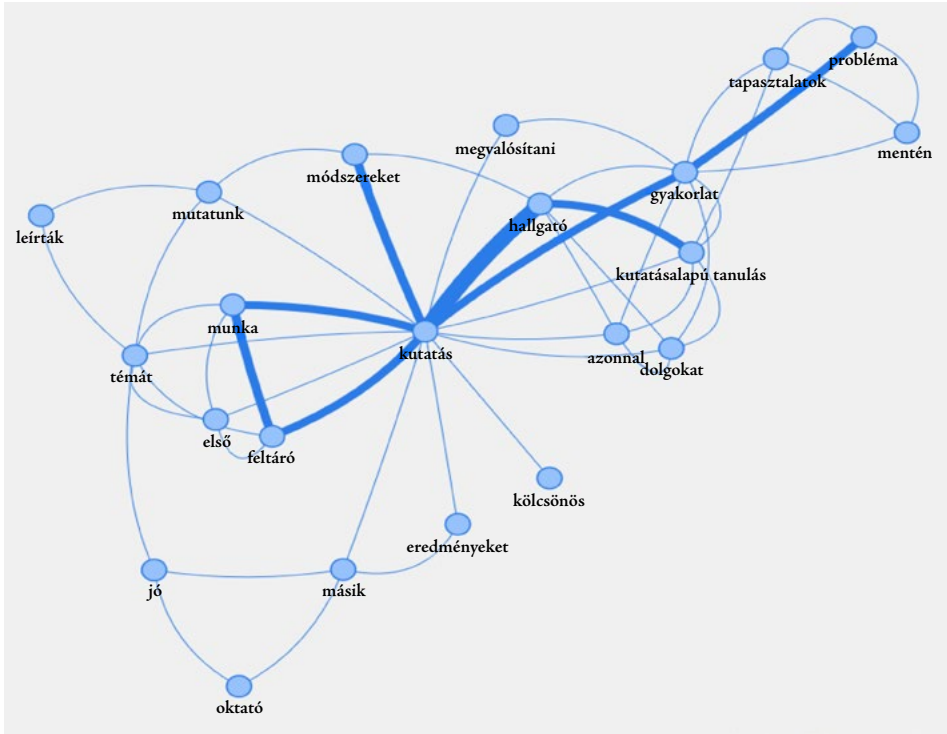 probléma
tapasztalatok
mentén
megvalósítani
módszereket
gyakorlat
mutatunk
hallgató
leírták
kutatásalapú tanulás
munka
kutatás
azonnal
dolgokat
témát
első
feltáró
kölcsönös
eredményeket
jó
másik
oktató